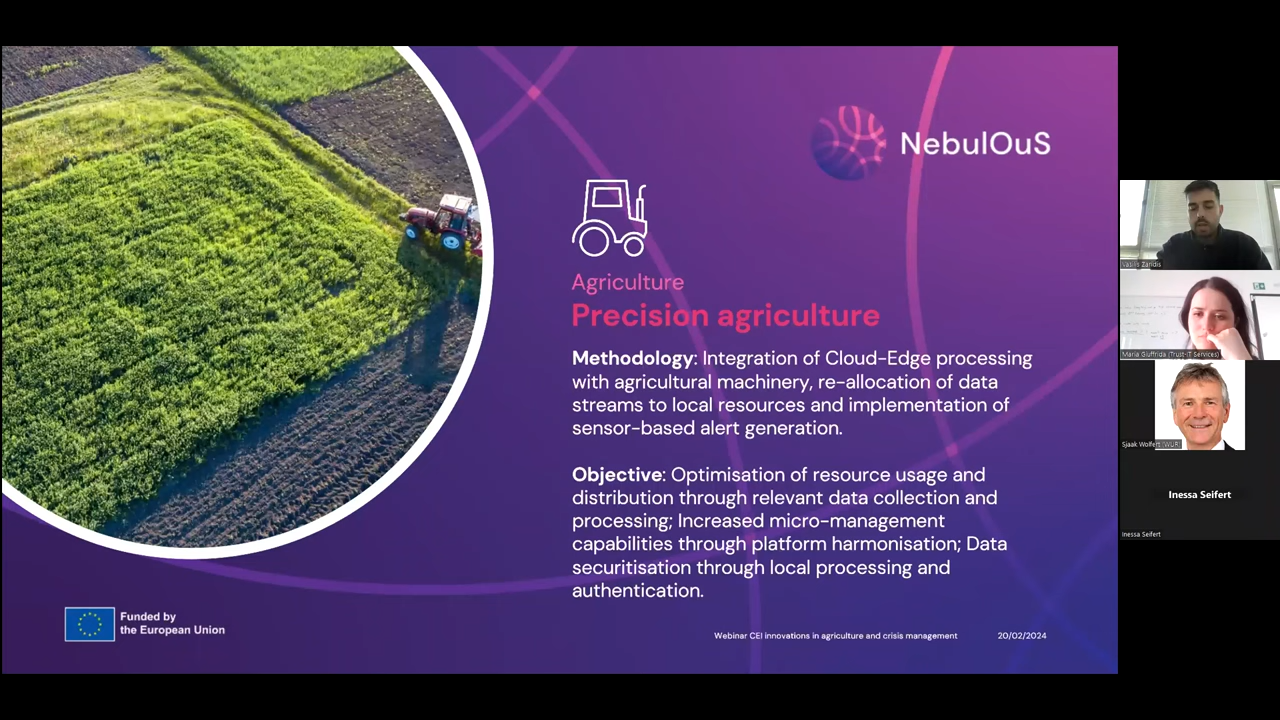 NebulOuS
Agriculture
Precision agriculture
Methodology: Integration of Cloud-Edge processing
with agricultural machinery, re-allocation of data
streams to local resources and implementation of
sensor-based alert generation.
Objective: Optimisation of resource usage and
distribution through relevant data collection and
processing; Increased micro-management
capabilities through platform harmonisation; Data
securitisation through local processing and
authentication.
Funded by
the European Union
Webinar CEI innovations in agriculture and crisis management
20/02/2024
Vasilis Zaridis
Maria Giuffrida (Trust-IT Services)
Sjaak Wolfert (WUR)
Inessa Seifert
Inessa Seifert